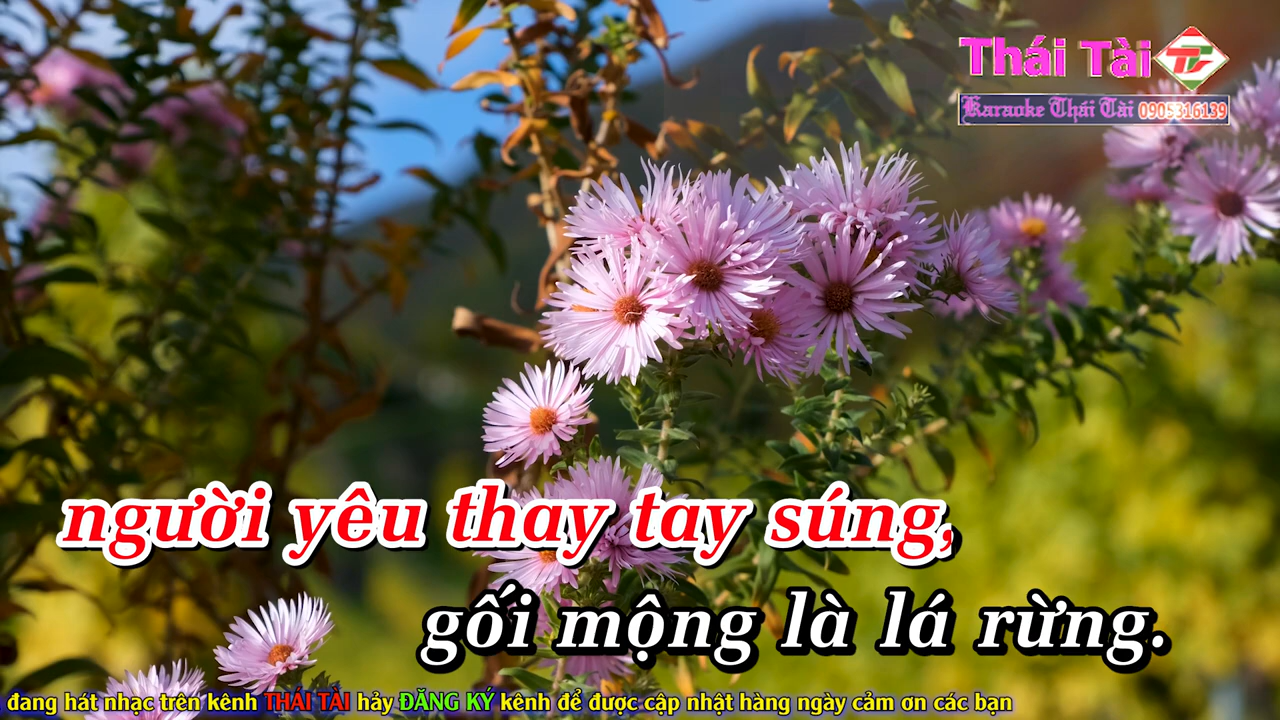 Thái Tài
Karaoke Thái Tài 0905316139
người yêu thay tay súng,
gối mộng là lá rừng.
đang hát nhạc trên kênh THÁI TÀI hảy ĐĂNG KÝ kênh để được cập nhật hàng ngày cảm ơn các bạn